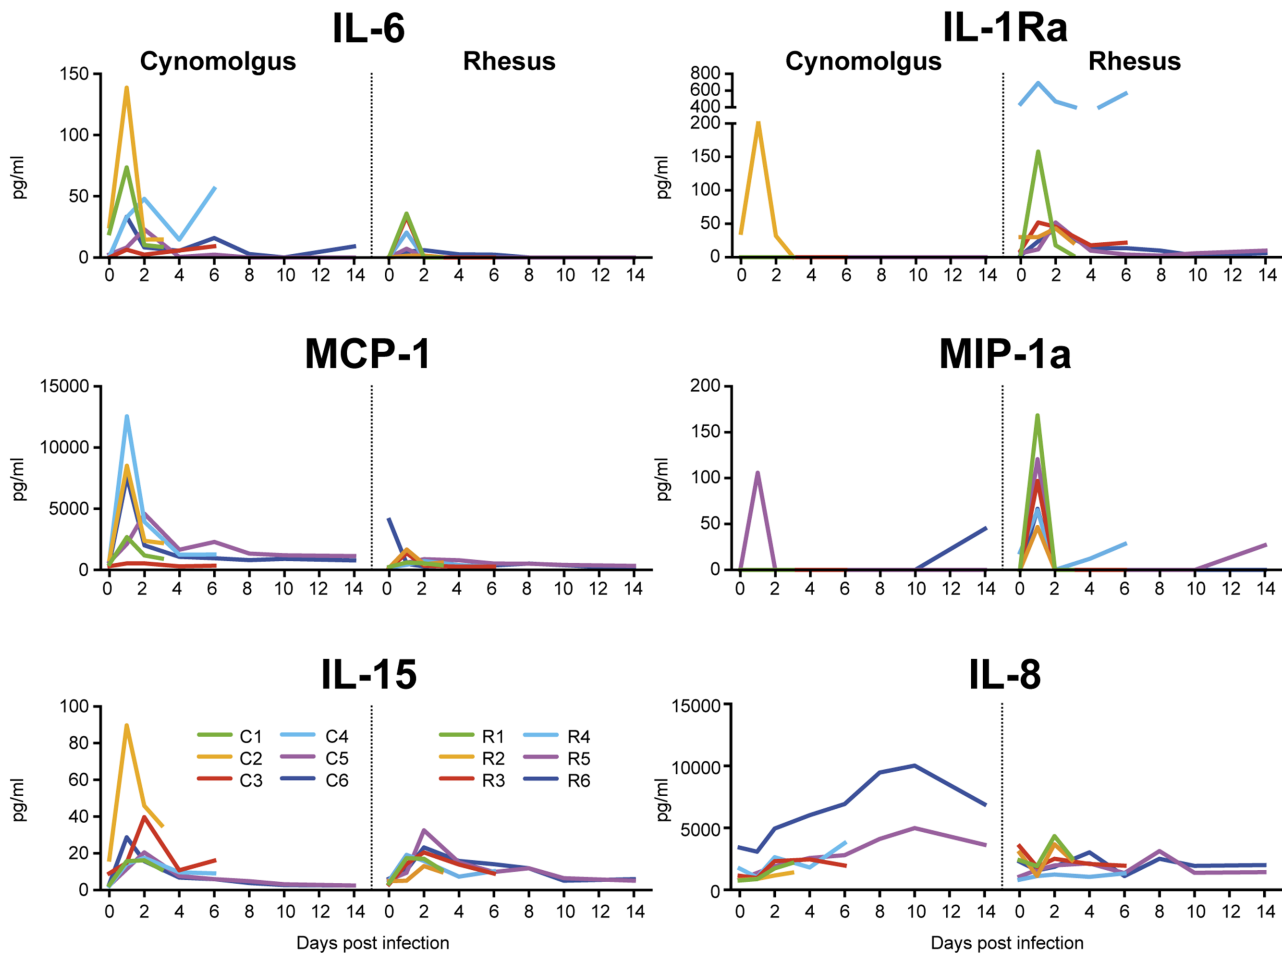 IL-6
Cynomolgus Rhesus
pg/ml
150
100
50
0
0 2 4 6 8 10 12 14 0 2 4 6 8 10 12 14
IL-1Ra
Cynomolgus Rhesus
pg/ml
800
600
400
200
150
100
50
0
0 2 4 6 8 10 12 14 0 2 4 6 8 10 12 14
MCP-1
pg/ml
15000
10000
5000
0
0 2 4 6 8 10 12 14 0 2 4 6 8 10 12 14
MIP-1a
pg/ml
200
150
100
50
0
0 2 4 6 8 10 12 14 0 2 4 6 8 10 12 14
IL-15
pg/ml
100
80
60
40
20
0
C1 C4 R1 R4
C2 C5 R2 R5
C3 C6 R3 R6
0 2 4 6 8 10 12 14 0 2 4 6 8 10 12 14
Days post infection
IL-8
pg/ml
15000
10000
5000
0
0 2 4 6 8 10 12 14 0 2 4 6 8 10 12 14
Days post infection